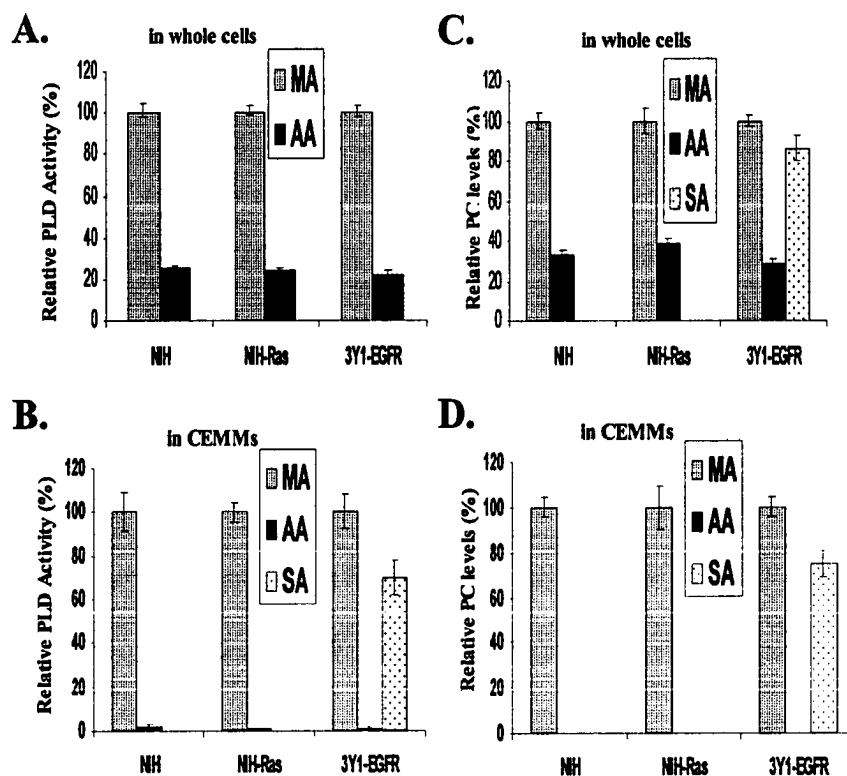 A.
in whole cells
Relative PLD Activity (%)
120
100
80
60
40
20
0
MA
AA
NIH
NIH-Ras
3Y1-EGFR
C.
in whole cells
Relative PC levels (%)
120
100
80
60
40
20
0
MA
AA
SA
NIH
NIH-Ras
3Y1-EGFR
B.
in CEMMs
Relative PLD Activity (%)
120
100
80
60
40
20
0
MA
AA
SA
NIH
NIH-Ras
3Y1-EGFR
D.
in CEMMs
Relative PC levels (%)
120
100
80
60
40
20
0
MA
AA
SA
NIH
NIH-Ras
3Y1-EGFR